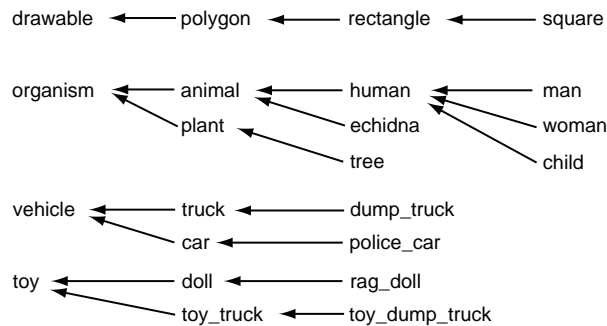 drawable polygon rectangle square
organism animal human man
plant echidna woman
tree child
vehicle truck dump_truck
car police_car
toy doll rag_doll
toy_truck toy_dump_truck